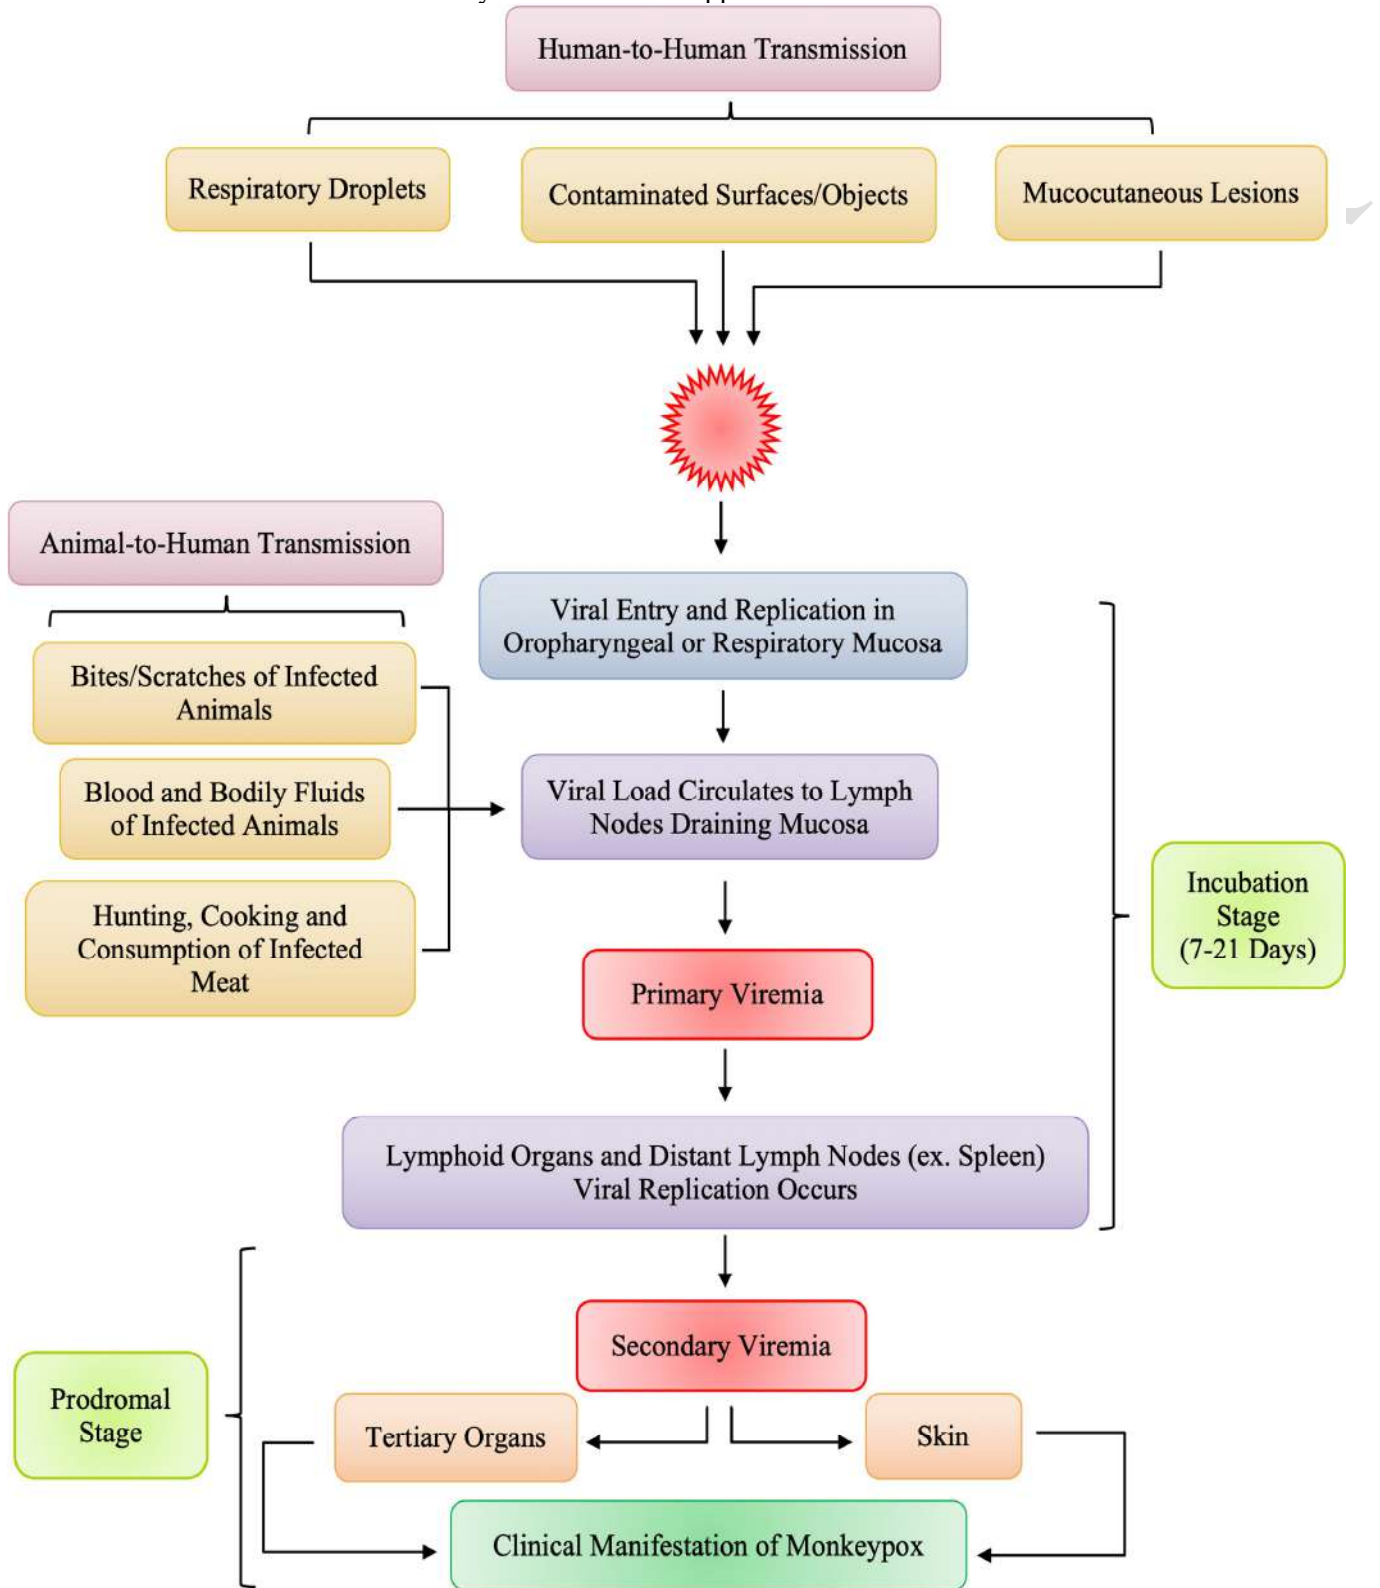 Human-to-Human Transmission
Respiratory Droplets
Contaminated Surfaces/Objects
Mucocutaneous Lesions
Animal-to-Human Transmission
Bites/Scratches of Infected
Animals
Blood and Bodily Fluids
of Infected Animals
Hunting, Cooking and
Consumption of Infected
Meat
Viral Entry and Replication in
Oropharyngeal or Respiratory Mucosa
Viral Load Circulates to Lymph
Nodes Draining Mucosa
Primary Viremia
Lymphoid Organs and Distant Lymph Nodes (ex. Spleen)
Viral Replication Occurs
Incubation
Stage
(7-21 Days)
Secondary Viremia
Prodromal
Stage
Tertiary Organs
Skin
Clinical Manifestation of Monkeypox